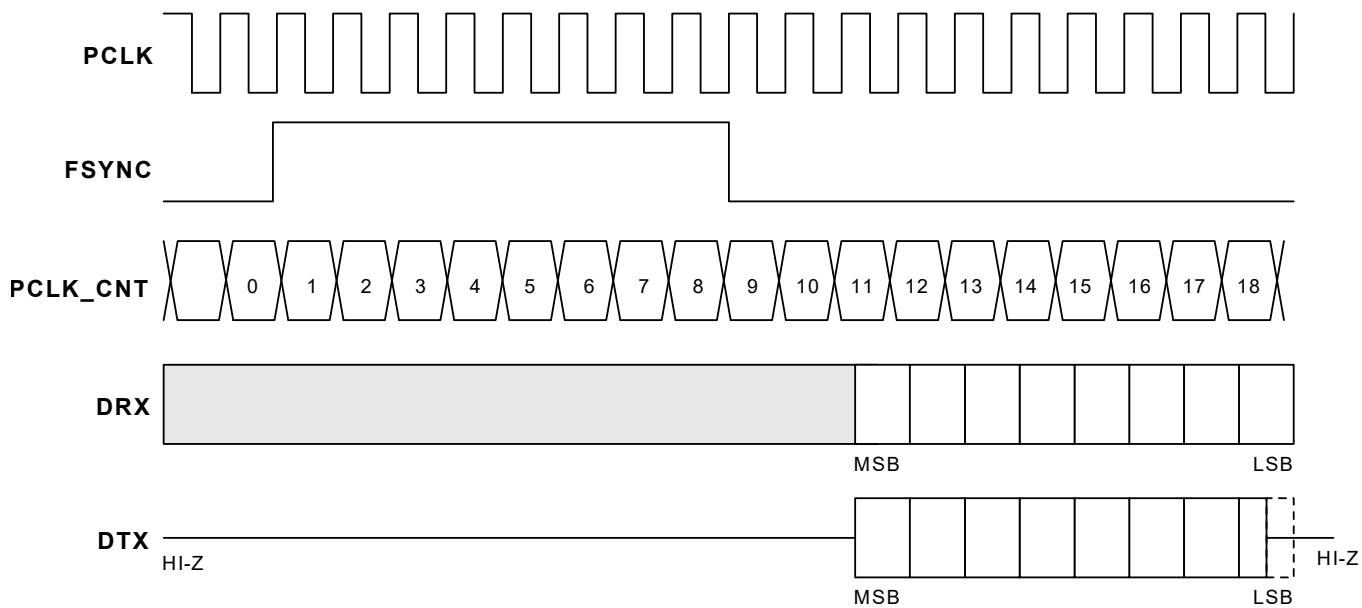 PCLK
FSYNC
PCLK_CNT 0 1 2 3 4 5 6 7 8 9 10 11 12 13 14 15 16 17 18
DRX
MSB LSB
DTX
HI-Z HI-Z
MSB LSB